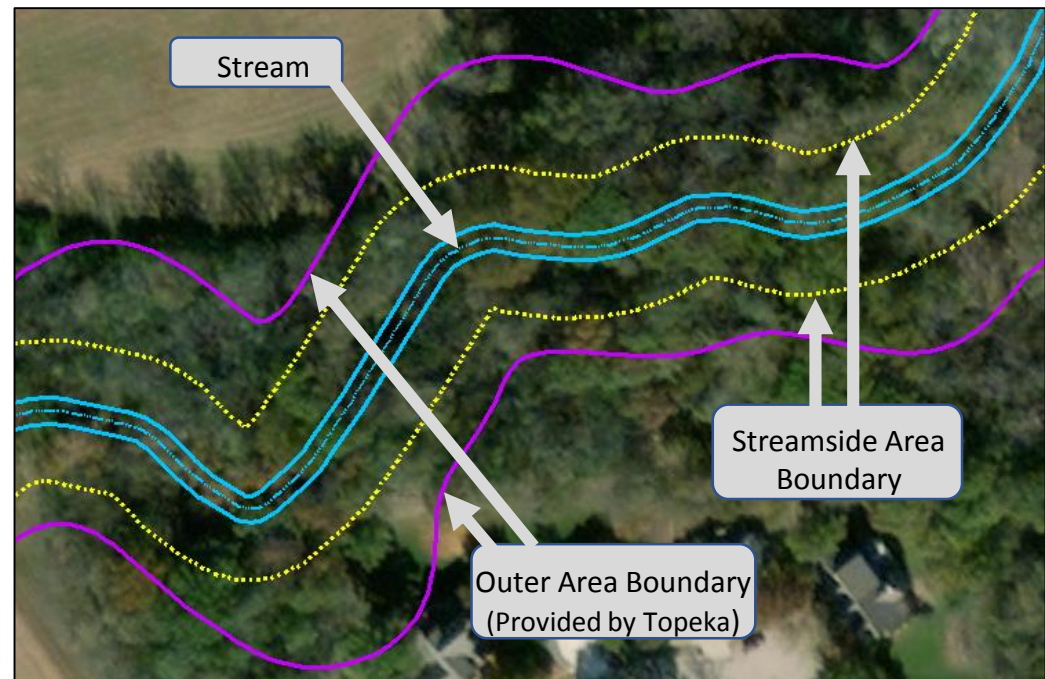 Stream
Streamside Area
Boundary
Outer Area Boundary
(Provided by Topeka)